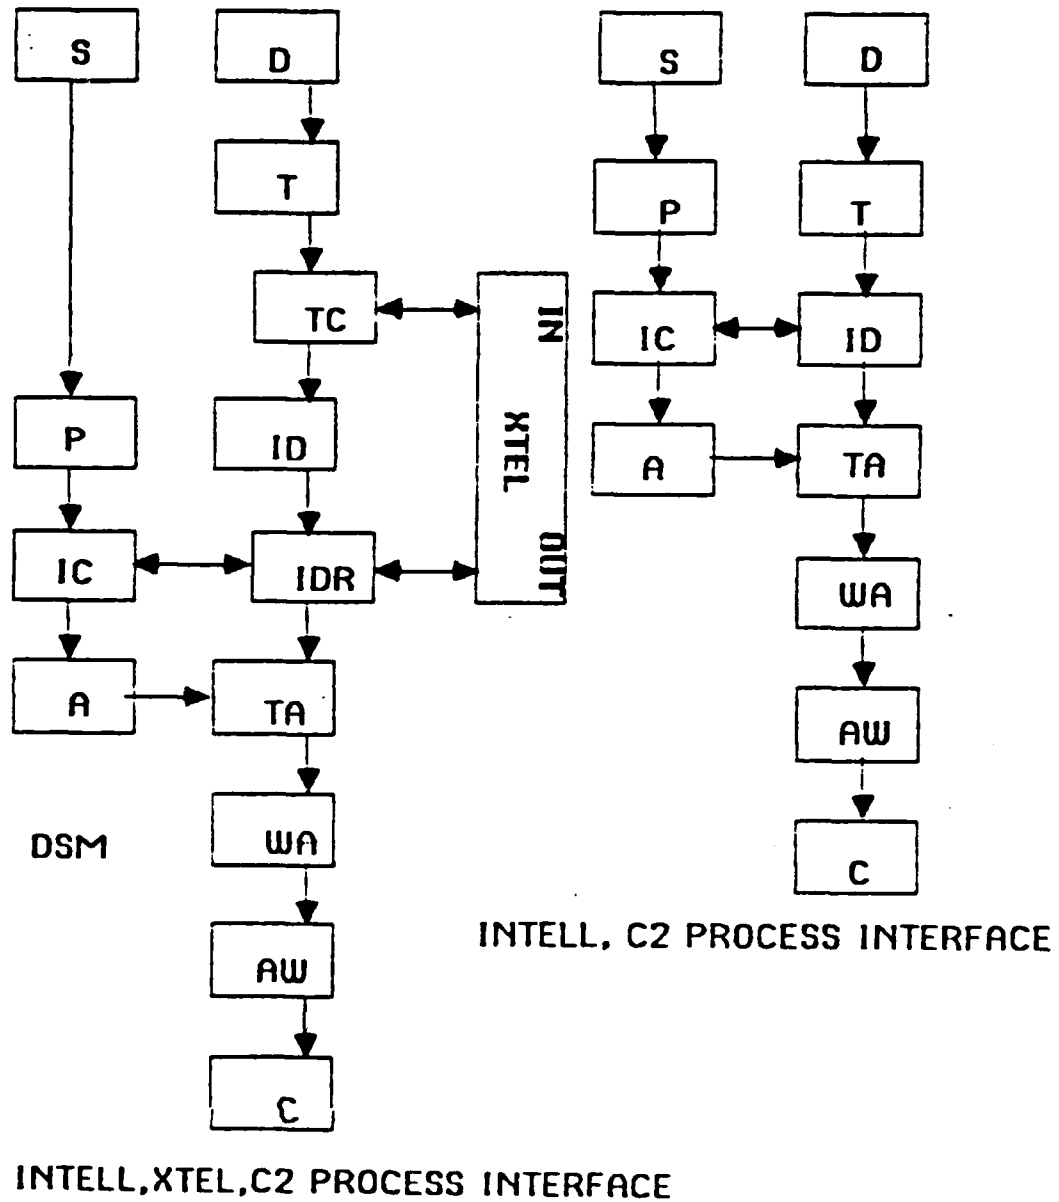 S
D
T
TC
ID
P
IC
IDR
A
TA
WA
AW
C
IN
XTEL
OUT
DSM
INTELL,XTEL,C2 PROCESS INTERFACE
S
D
P
T
IC
ID
A
TA
WA
AW
C
INTELL, C2 PROCESS INTERFACE